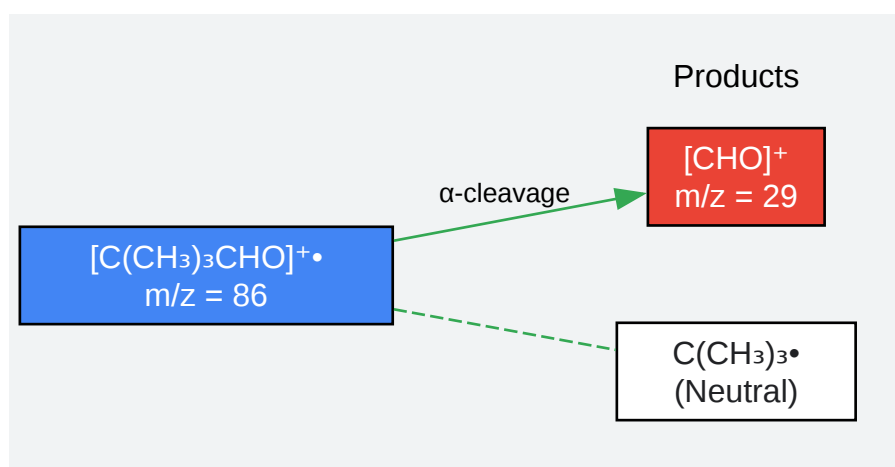 Products
[CHO]⁺
m/z = 29
α-cleavage
[C(CH₃)₃CHO]⁺•
m/z = 86
C(CH₃)₃•
(Neutral)